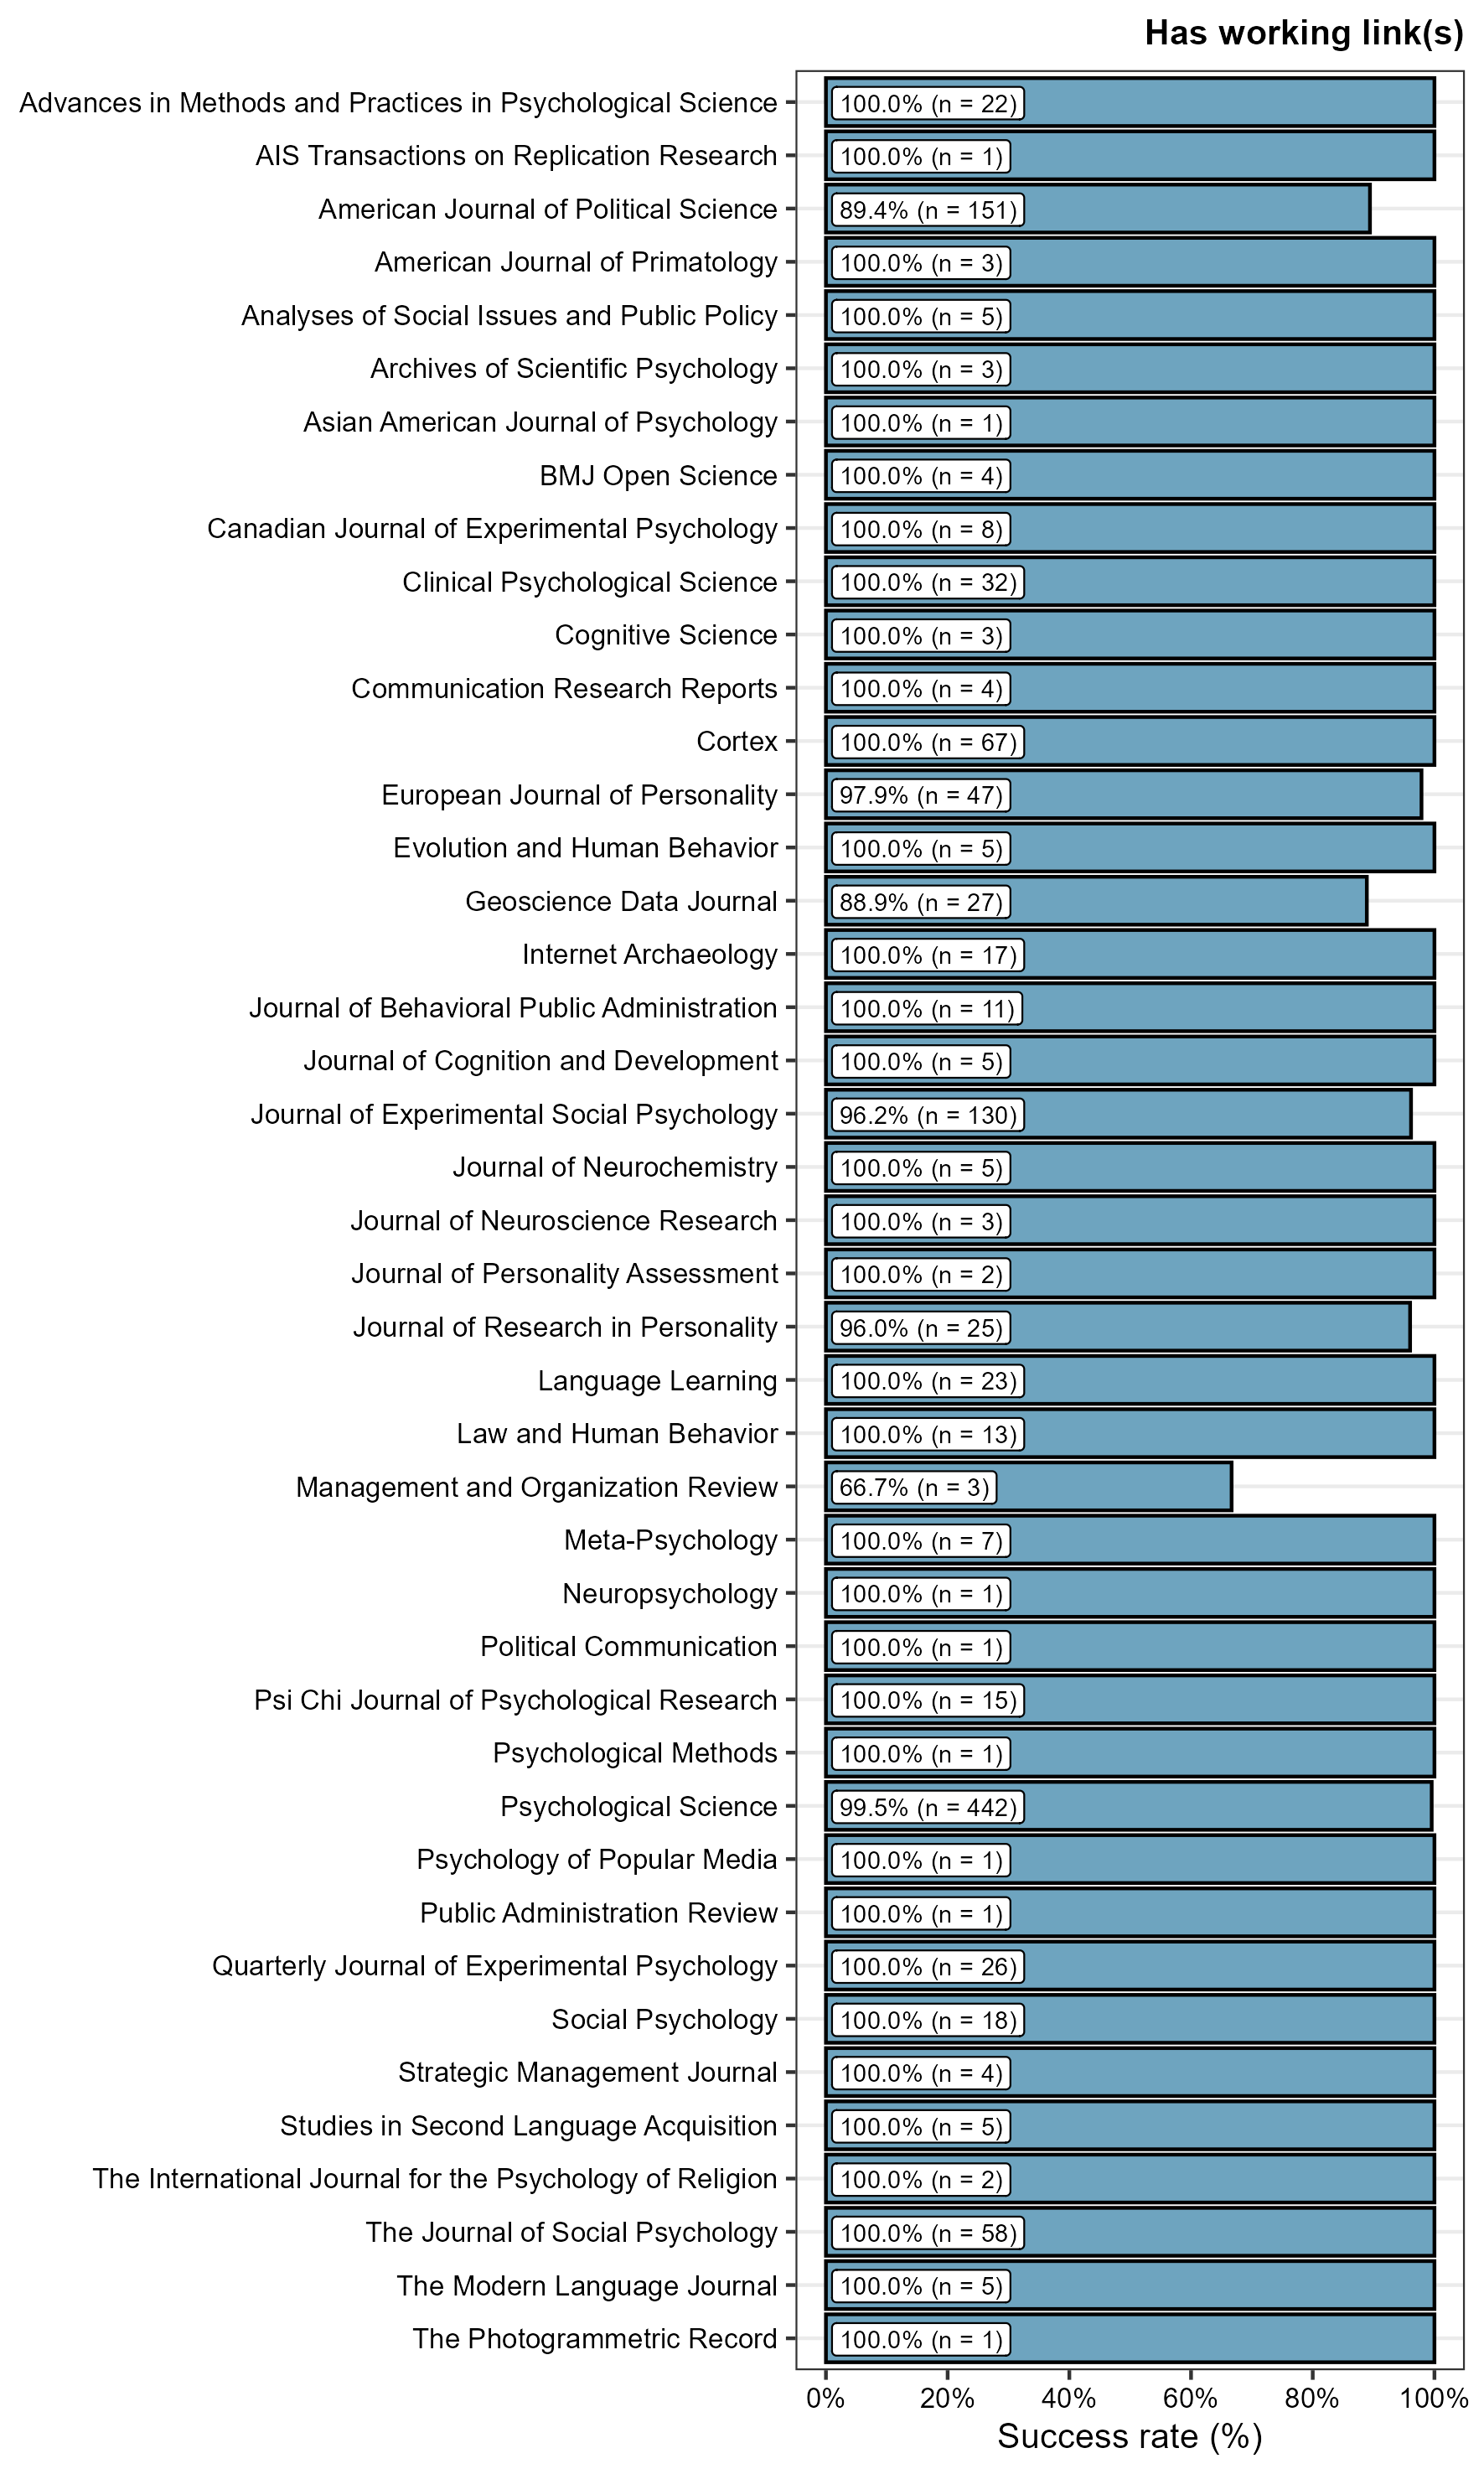 Has working link(s)
Advances in Methods and Practices in Psychological Science 100.0% (n = 22)
AIS Transactions on Replication Research 100.0% (n = 1)
American Journal of Political Science 89.4% (n = 151)
American Journal of Primatology 100.0% (n = 3)
Analyses of Social Issues and Public Policy 100.0% (n = 5)
Archives of Scientific Psychology 100.0% (n = 3)
Asian American Journal of Psychology 100.0% (n = 1)
BMJ Open Science 100.0% (n = 4)
Canadian Journal of Experimental Psychology 100.0% (n = 8)
Clinical Psychological Science 100.0% (n = 32)
Cognitive Science 100.0% (n = 3)
Communication Research Reports 100.0% (n = 4)
Cortex 100.0% (n = 67)
European Journal of Personality 97.9% (n = 47)
Evolution and Human Behavior 100.0% (n = 5)
Geoscience Data Journal 88.9% (n = 27)
Internet Archaeology 100.0% (n = 17)
Journal of Behavioral Public Administration 100.0% (n = 11)
Journal of Cognition and Development 100.0% (n = 5)
Journal of Experimental Social Psychology 96.2% (n = 130)
Journal of Neurochemistry 100.0% (n = 5)
Journal of Neuroscience Research 100.0% (n = 3)
Journal of Personality Assessment 100.0% (n = 2)
Journal of Research in Personality 96.0% (n = 25)
Language Learning 100.0% (n = 23)
Law and Human Behavior 100.0% (n = 13)
Management and Organization Review 66.7% (n = 3)
Meta-Psychology 100.0% (n = 7)
Neuropsychology 100.0% (n = 1)
Political Communication 100.0% (n = 1)
Psi Chi Journal of Psychological Research 100.0% (n = 15)
Psychological Methods 100.0% (n = 1)
Psychological Science 99.5% (n = 442)
Psychology of Popular Media 100.0% (n = 1)
Public Administration Review 100.0% (n = 1)
Quarterly Journal of Experimental Psychology 100.0% (n = 26)
Social Psychology 100.0% (n = 18)
Strategic Management Journal 100.0% (n = 4)
Studies in Second Language Acquisition 100.0% (n = 5)
The International Journal for the Psychology of Religion 100.0% (n = 2)
The Journal of Social Psychology 100.0% (n = 58)
The Modern Language Journal 100.0% (n = 5)
The Photogrammetric Record 100.0% (n = 1)
0% 20% 40% 60% 80% 100%
Success rate (%)